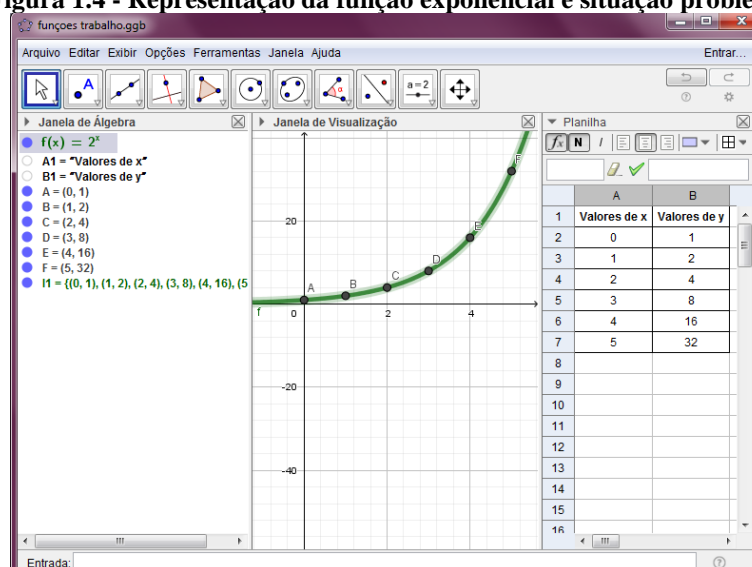 igura 1.4 - Representação da função exponencial e situação proble
funçoes trabalho.ggb
Arquivo Editar Exibir Opções Ferramentas Janela Ajuda
Entrar...
A
α
a=2
Janela de Álgebra
f(x) = 2ˣ
A1 = "Valores de x"
B1 = "Valores de y"
A = (0, 1)
B = (1, 2)
C = (2, 4)
D = (3, 8)
E = (4, 16)
F = (5, 32)
l1 = {(0, 1), (1, 2), (2, 4), (3, 8), (4, 16), (5
Janela de Visualização
F
20
E
D
C
B
A
f
0
2
4
-20
-40
Planilha
fx N I
A B
1 Valores de x Valores de y
2 0 1
3 1 2
4 2 4
5 3 8
6 4 16
7 5 32
8
9
10
11
12
13
14
15
16
Entrada: